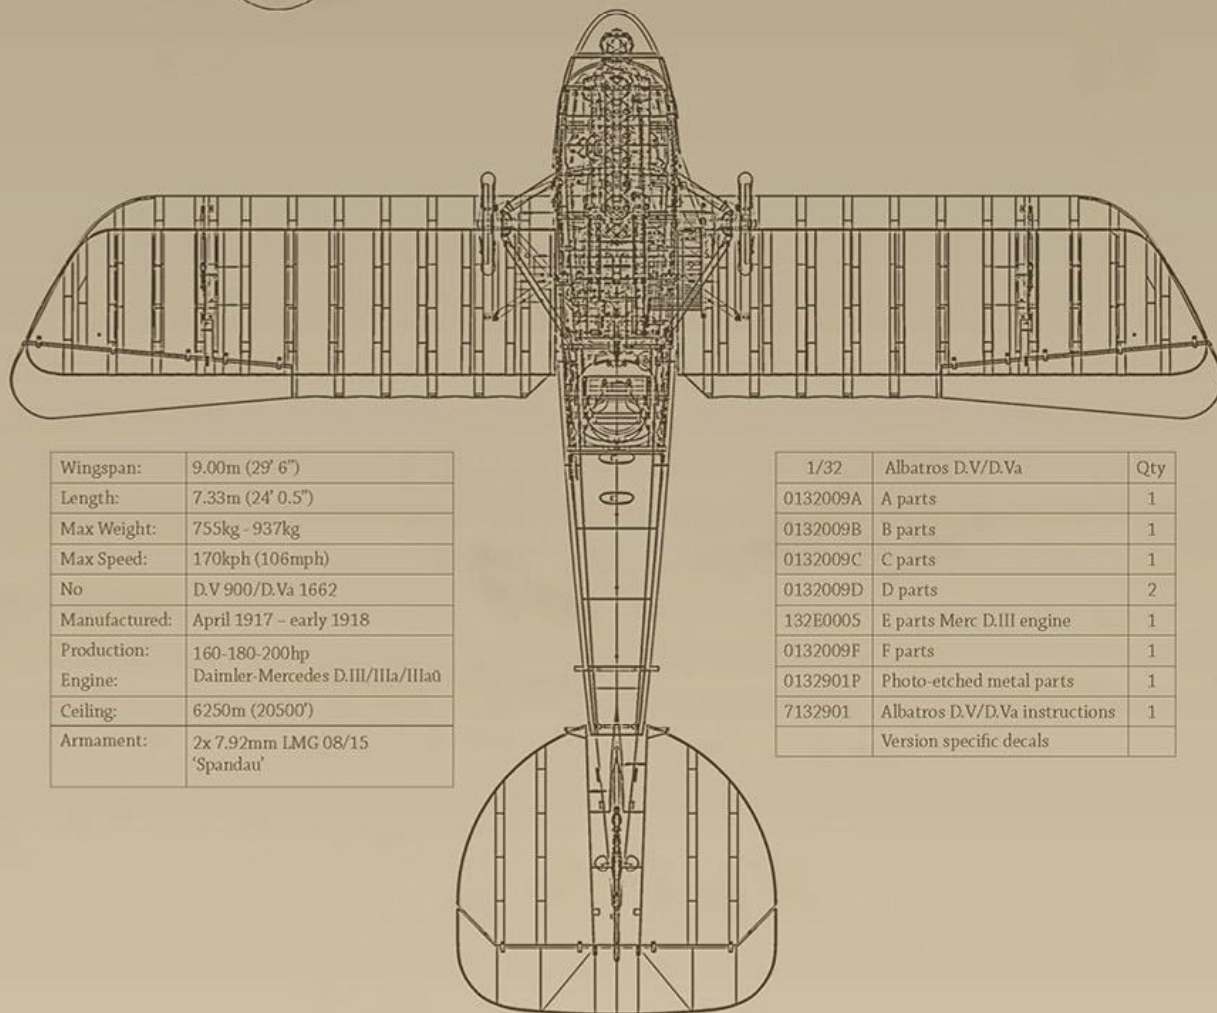 Wingspan: 9.00m (29' 6")
Length: 7.33m (24' 0.5")
Max Weight: 755kg - 937kg
Max Speed: 170kph (106mph)
No D.V 900/D.Va 1662
Manufactured: April 1917 – early 1918
Production: 160-180-200hp
Engine: Daimler-Mercedes D.III/IIIa/IIIaü
Ceiling: 6250m (20500')
Armament: 2x 7.92mm LMG 08/15
'Spandau'
1/32 Albatros D.V/D.Va Qty
0132009A A parts 1
0132009B B parts 1
0132009C C parts 1
0132009D D parts 2
132E0005 E parts Merc D.III engine 1
0132009F F parts 1
0132901P Photo-etched metal parts 1
7132901 Albatros D.V/D.Va instructions 1
Version specific decals